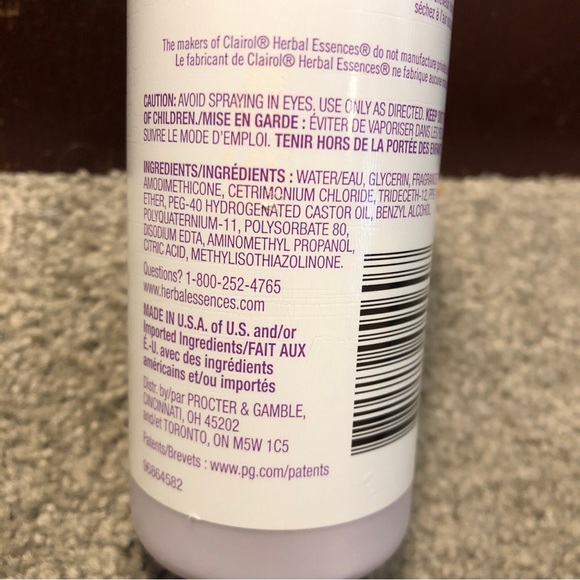 séchez à l'air
The makers of Clairol® Herbal Essences® do not manufacture
Le fabricant de Clairol® Herbal Essences® ne fabrique aucune
CAUTION: AVOID SPRAYING IN EYES. USE ONLY AS DIRECTED. KEEP OUT
OF CHILDREN./MISE EN GARDE : ÉVITER DE VAPORISER DANS LES
SUIVRE LE MODE D'EMPLOI. TENIR HORS DE LA PORTÉE DES
INGREDIENTS/INGRÉDIENTS : WATER/EAU, GLYCERIN,
AMODIMETHICONE, CETRIMONIUM CHLORIDE, TRIDECETH-12,
ETHER, PEG-40 HYDROGENATED CASTOR OIL, BENZYL ALCOHOL
POLYQUATERNIUM-11, POLYSORBATE 80,
DISODIUM EDTA, AMINOMETHYL PROPANOL,
CITRIC ACID, METHYLISOTHIAZOLINONE.
Questions? 1-800-252-4765
www.herbalessences.com
MADE IN U.S.A. of U.S. and/or
Imported Ingredients/FAIT AUX
É.-U. avec des ingrédients
américains et/ou importés
Distr. by/par PROCTER & GAMBLE,
CINCINNATI, OH 45202
and/et TORONTO, ON M5W 1C5
Patents/Brevets : www.pg.com/patents
96864582